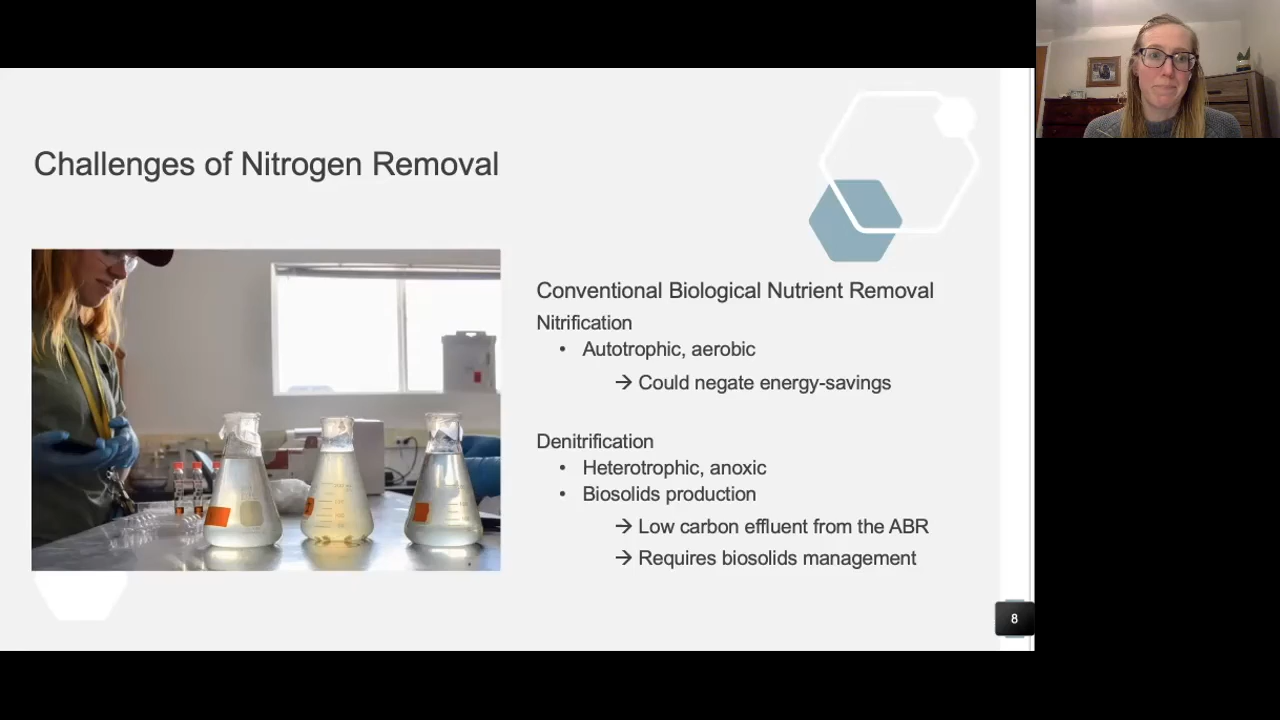 Challenges of Nitrogen Removal
Conventional Biological Nutrient Removal
Nitrification
• Autotrophic, aerobic
→ Could negate energy-savings
Denitrification
• Heterotrophic, anoxic
• Biosolids production
→ Low carbon effluent from the ABR
→ Requires biosolids management
8